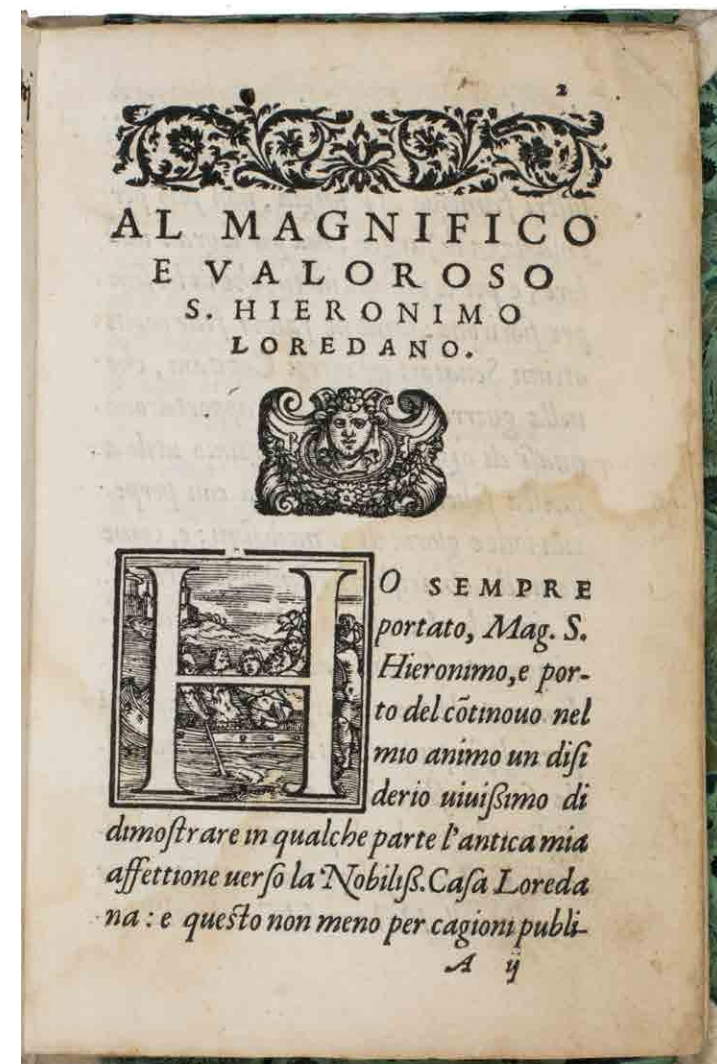 2
AL MAGNIFICO
E VALOROSO
S. HIERONIMO
LOREDANO.
HO SEMPRE
portato, Mag. S.
Hieronimo, e por-
to del cōtinouo nel
mio animo un disi
derio uiuißimo di
dimoſtrare in qualche parte l'antica mia
affettione uerſo la Nobiliß. Caſa Loreda
na : e queſto non meno per cagioni publi-
A ij